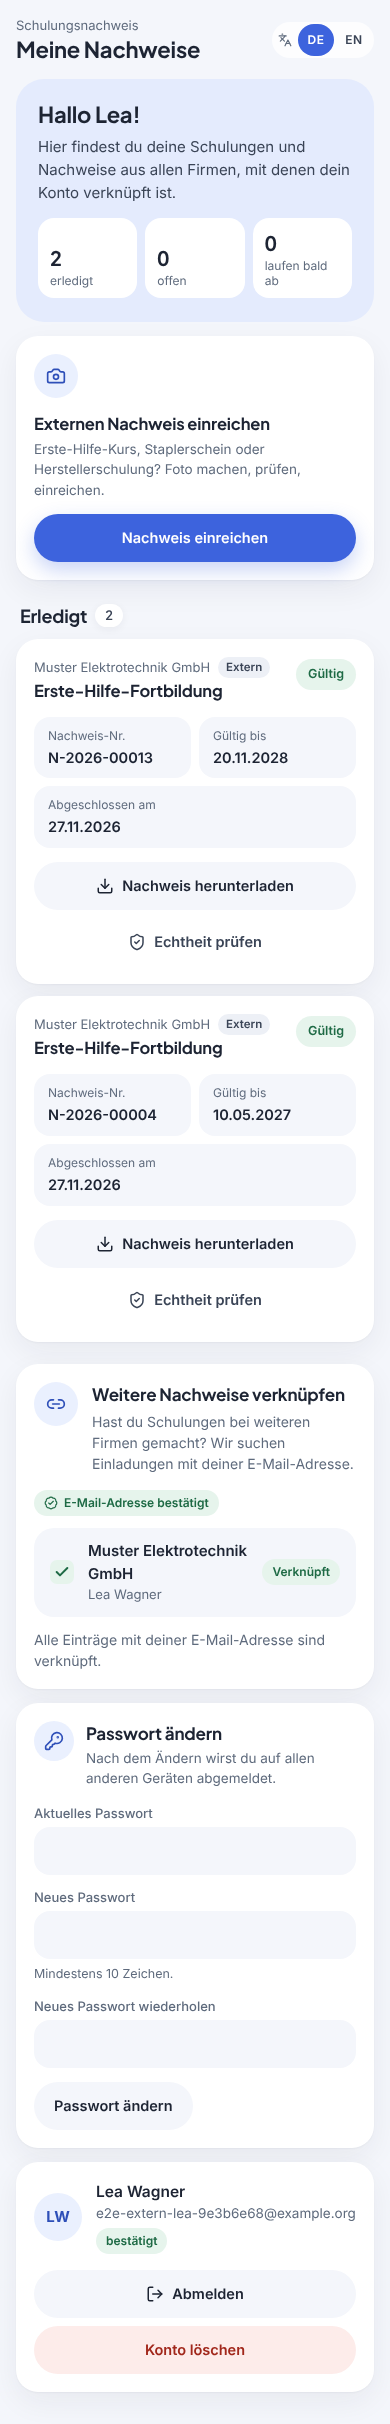 Schulungsnachweis
Meine Nachweise
DE EN
Hallo Lea!
Hier findest du deine Schulungen und
Nachweise aus allen Firmen, mit denen dein
Konto verknüpft ist.
2
erledigt
0
offen
0
laufen bald
ab
Externen Nachweis einreichen
Erste-Hilfe-Kurs, Staplerschein oder
Herstellerschulung? Foto machen, prüfen,
einreichen.
Nachweis einreichen
Erledigt 2
Muster Elektrotechnik GmbH Extern
Gültig
Erste-Hilfe-Fortbildung
Nachweis-Nr.
N-2026-00013
Gültig bis
20.11.2028
Abgeschlossen am
27.11.2026
Nachweis herunterladen
Echtheit prüfen
Muster Elektrotechnik GmbH Extern
Gültig
Erste-Hilfe-Fortbildung
Nachweis-Nr.
N-2026-00004
Gültig bis
10.05.2027
Abgeschlossen am
27.11.2026
Nachweis herunterladen
Echtheit prüfen
Weitere Nachweise verknüpfen
Hast du Schulungen bei weiteren
Firmen gemacht? Wir suchen
Einladungen mit deiner E-Mail-Adresse.
E-Mail-Adresse bestätigt
Muster Elektrotechnik
GmbH
Lea Wagner
Verknüpft
Alle Einträge mit deiner E-Mail-Adresse sind
verknüpft.
Passwort ändern
Nach dem Ändern wirst du auf allen
anderen Geräten abgemeldet.
Aktuelles Passwort
Neues Passwort
Mindestens 10 Zeichen.
Neues Passwort wiederholen
Passwort ändern
LW
Lea Wagner
e2e-extern-lea-9e3b6e68@example.org
bestätigt
Abmelden
Konto löschen